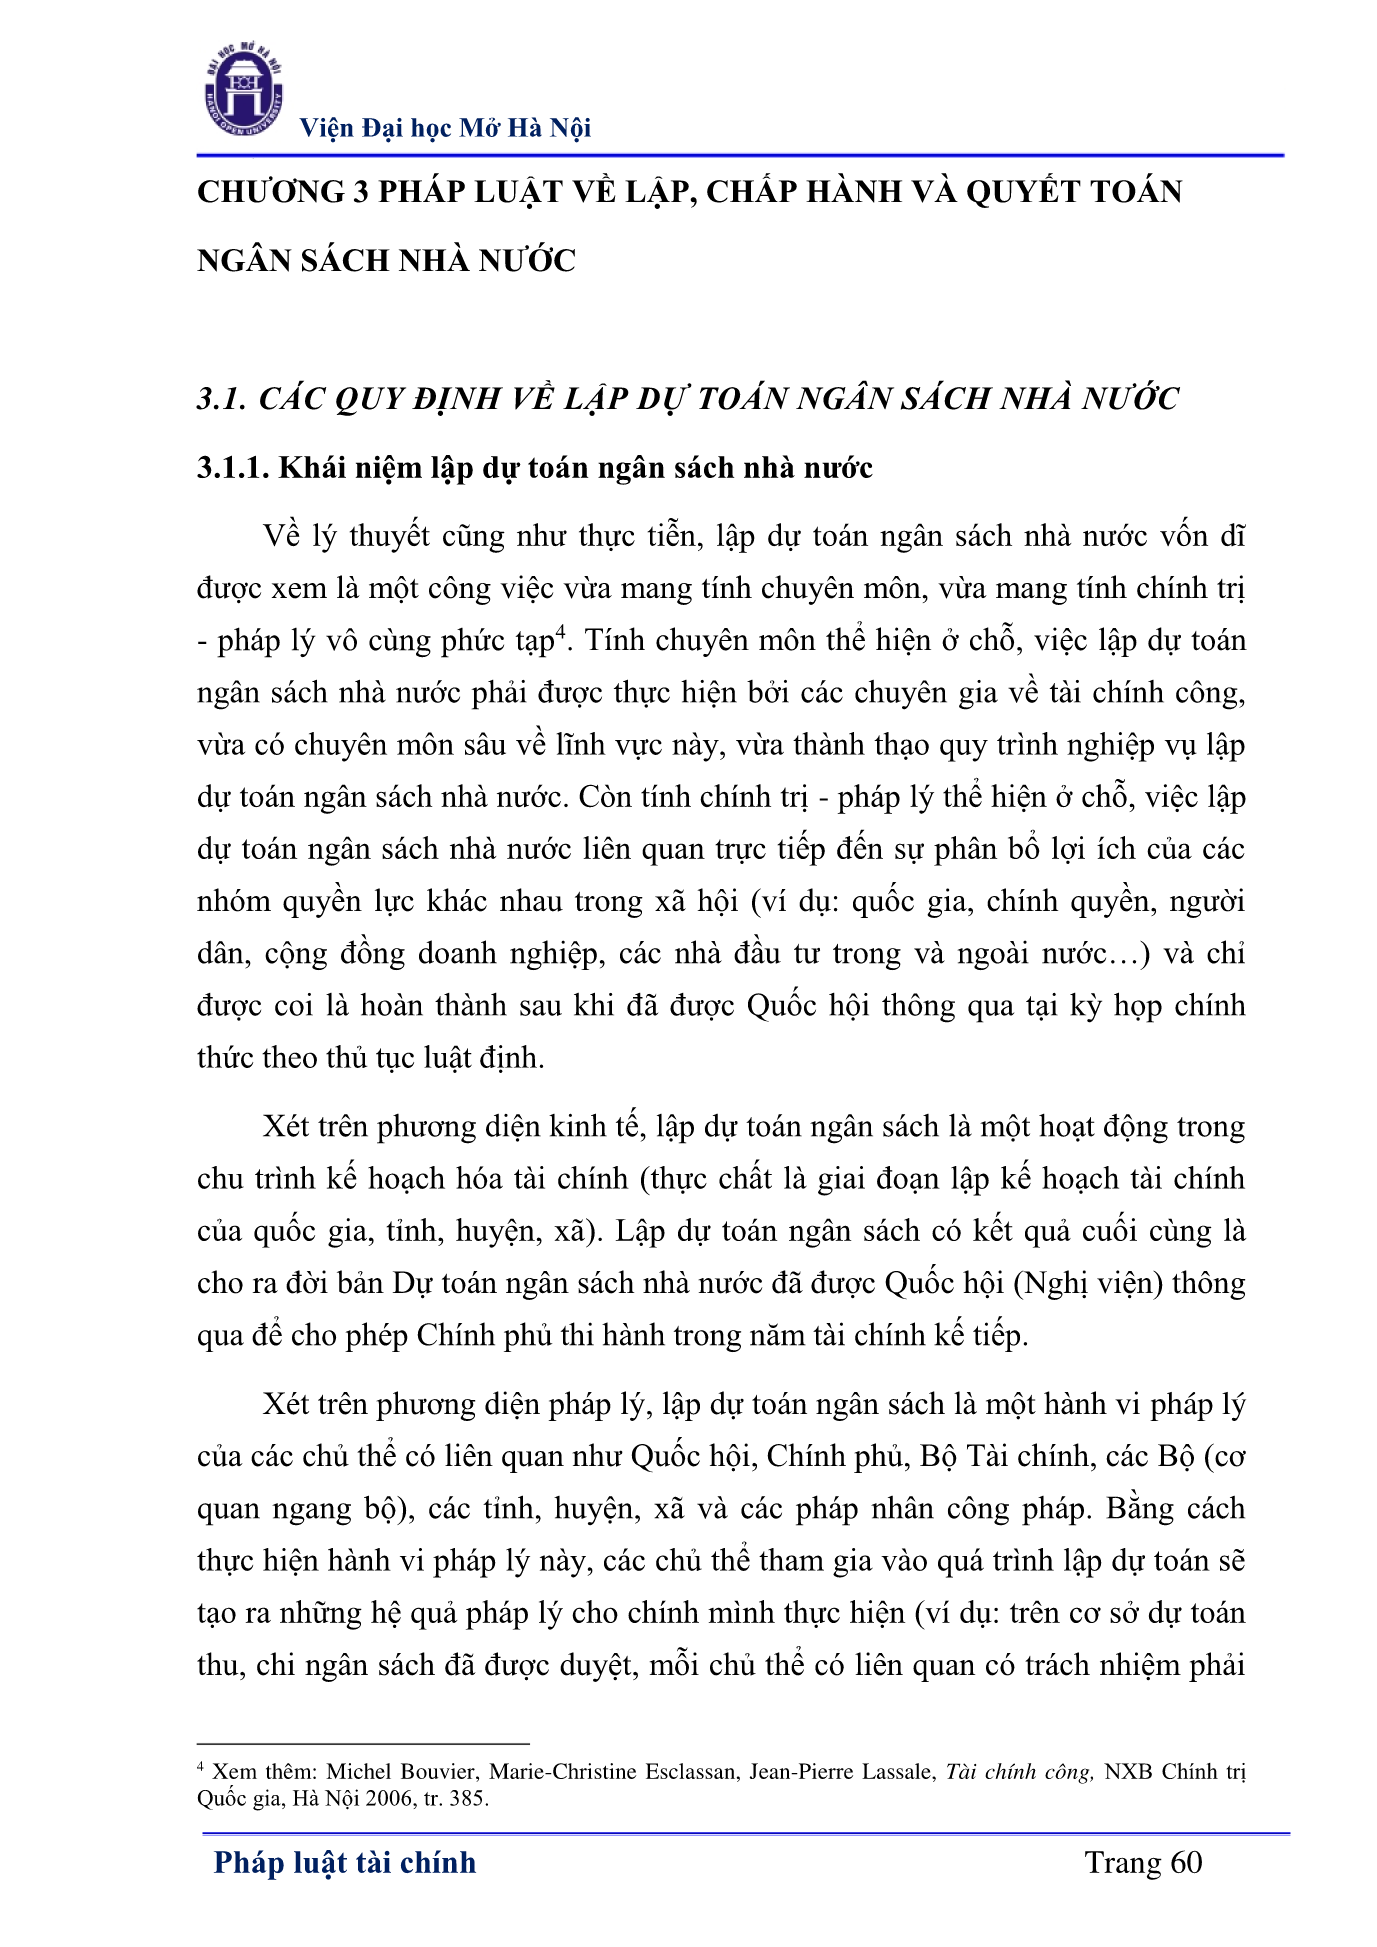 ĐẠI HỌC MỞ HÀ NỘI
HANOI OPEN UNIVERSITY
Viện Đại học Mở Hà Nội
CHƯƠNG 3 PHÁP LUẬT VỀ LẬP, CHẤP HÀNH VÀ QUYẾT TOÁN
NGÂN SÁCH NHÀ NƯỚC
3.1. CÁC QUY ĐỊNH VỀ LẬP DỰ TOÁN NGÂN SÁCH NHÀ NƯỚC
3.1.1. Khái niệm lập dự toán ngân sách nhà nước
Về lý thuyết cũng như thực tiễn, lập dự toán ngân sách nhà nước vốn dĩ
được xem là một công việc vừa mang tính chuyên môn, vừa mang tính chính trị
- pháp lý vô cùng phức tạp⁴. Tính chuyên môn thể hiện ở chỗ, việc lập dự toán
ngân sách nhà nước phải được thực hiện bởi các chuyên gia về tài chính công,
vừa có chuyên môn sâu về lĩnh vực này, vừa thành thạo quy trình nghiệp vụ lập
dự toán ngân sách nhà nước. Còn tính chính trị - pháp lý thể hiện ở chỗ, việc lập
dự toán ngân sách nhà nước liên quan trực tiếp đến sự phân bổ lợi ích của các
nhóm quyền lực khác nhau trong xã hội (ví dụ: quốc gia, chính quyền, người
dân, cộng đồng doanh nghiệp, các nhà đầu tư trong và ngoài nước…) và chỉ
được coi là hoàn thành sau khi đã được Quốc hội thông qua tại kỳ họp chính
thức theo thủ tục luật định.
Xét trên phương diện kinh tế, lập dự toán ngân sách là một hoạt động trong
chu trình kế hoạch hóa tài chính (thực chất là giai đoạn lập kế hoạch tài chính
của quốc gia, tỉnh, huyện, xã). Lập dự toán ngân sách có kết quả cuối cùng là
cho ra đời bản Dự toán ngân sách nhà nước đã được Quốc hội (Nghị viện) thông
qua để cho phép Chính phủ thi hành trong năm tài chính kế tiếp.
Xét trên phương diện pháp lý, lập dự toán ngân sách là một hành vi pháp lý
của các chủ thể có liên quan như Quốc hội, Chính phủ, Bộ Tài chính, các Bộ (cơ
quan ngang bộ), các tỉnh, huyện, xã và các pháp nhân công pháp. Bằng cách
thực hiện hành vi pháp lý này, các chủ thể tham gia vào quá trình lập dự toán sẽ
tạo ra những hệ quả pháp lý cho chính mình thực hiện (ví dụ: trên cơ sở dự toán
thu, chi ngân sách đã được duyệt, mỗi chủ thể có liên quan có trách nhiệm phải
⁴ Xem thêm: Michel Bouvier, Marie-Christine Esclassan, Jean-Pierre Lassale, Tài chính công, NXB Chính trị
Quốc gia, Hà Nội 2006, tr. 385.
Pháp luật tài chính Trang 60